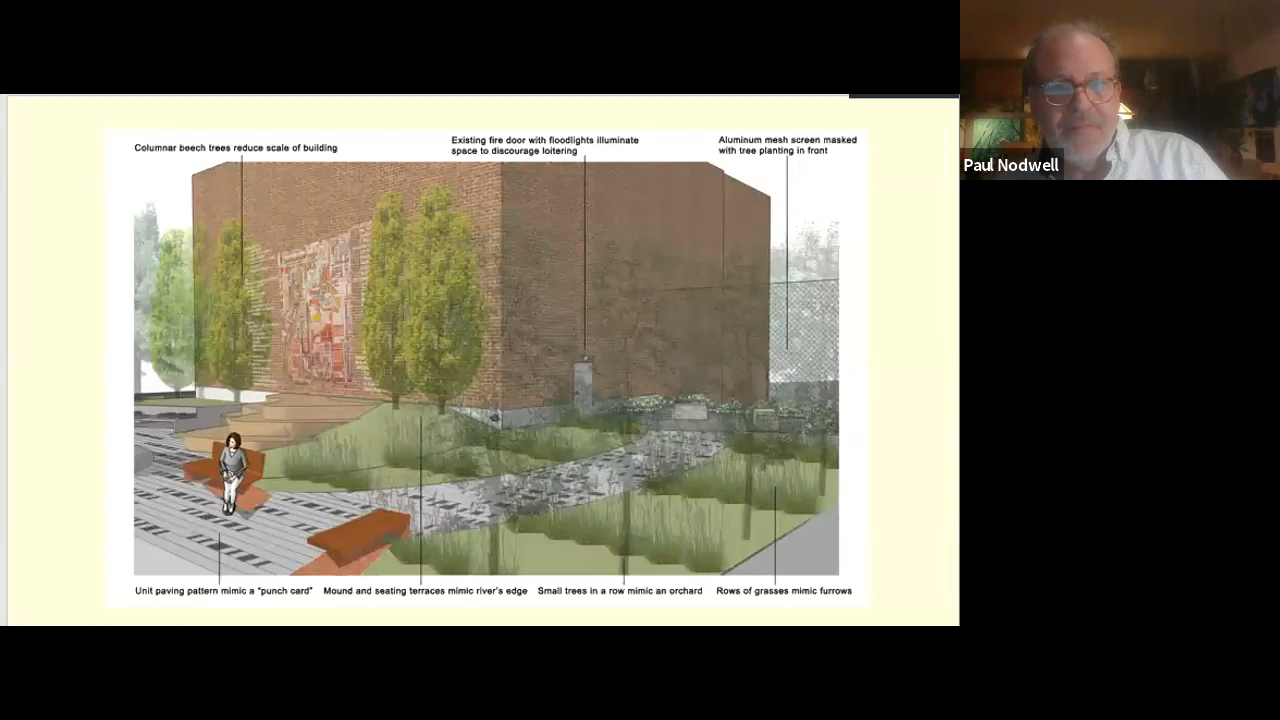 Columnar beech trees reduce scale of building
Existing fire door with floodlights illuminate
space to discourage loitering
Aluminum mesh screen masked
with tree planting in front
Paul Nodwell
Unit paving pattern mimic a "punch card"
Mound and seating terraces mimic river's edge
Small trees in a row mimic an orchard
Rows of grasses mimic furrows